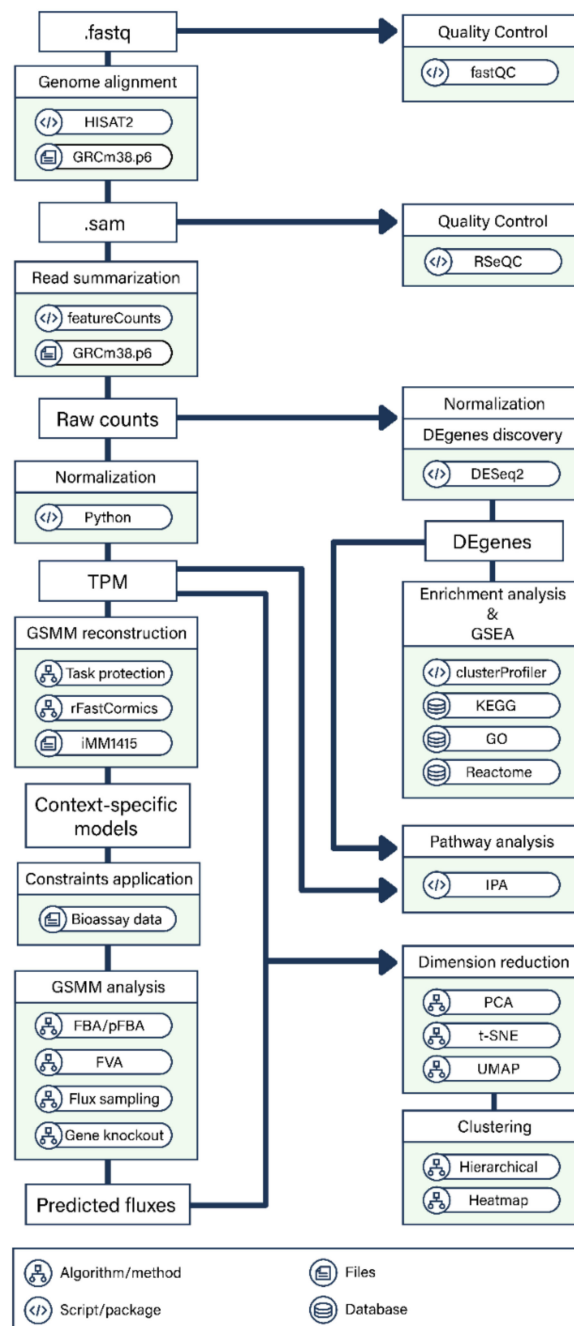 .fastq
Quality Control
fastQC
Genome alignment
HISAT2
GRCm38.p6
.sam
Quality Control
RSeQC
Read summarization
featureCounts
GRCm38.p6
Raw counts
Normalization
DEgenes discovery
DESeq2
Normalization
Python
DEgenes
TPM
Enrichment analysis
&
GSEA
clusterProfiler
KEGG
GO
Reactome
GSMM reconstruction
Task protection
rFastCormics
iMM1415
Context-specific
models
Pathway analysis
IPA
Constraints application
Bioassay data
GSMM analysis
FBA/pFBA
FVA
Flux sampling
Gene knockout
Dimension reduction
PCA
t-SNE
UMAP
Clustering
Hierarchical
Heatmap
Predicted fluxes
Algorithm/method
Files
Script/package
Database